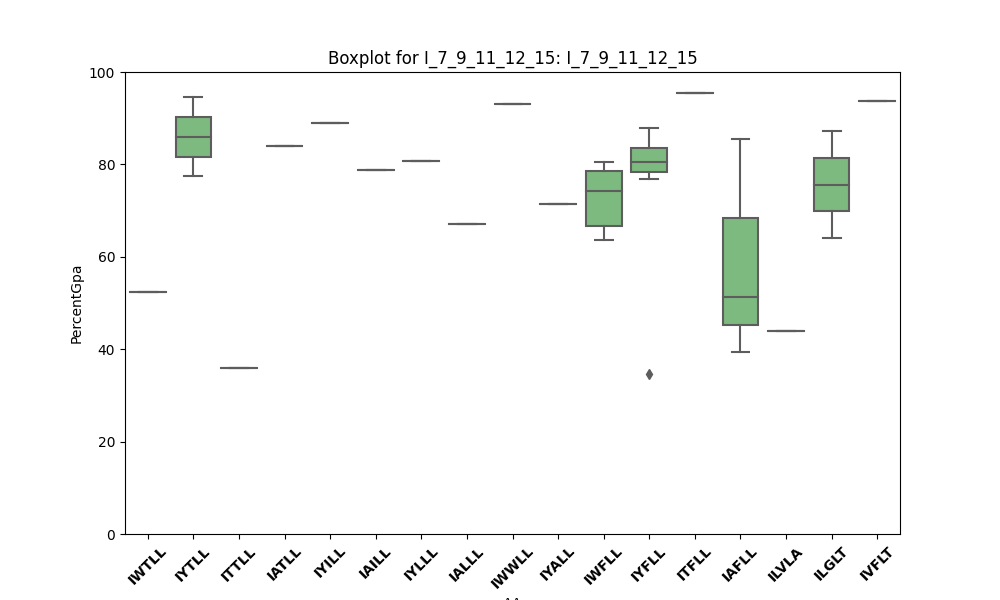 Boxplot for I_7_9_11_12_15: I_7_9_11_12_15
PercentGpa
100
80
60
40
20
0
IWTLL
IYTLL
ITTLL
IATLL
IYILL
IAILL
IYLLL
IALLL
IWWLL
IYALL
IWFLL
IYFLL
ITFLL
IAFLL
ILVLA
ILGLT
IVFLT